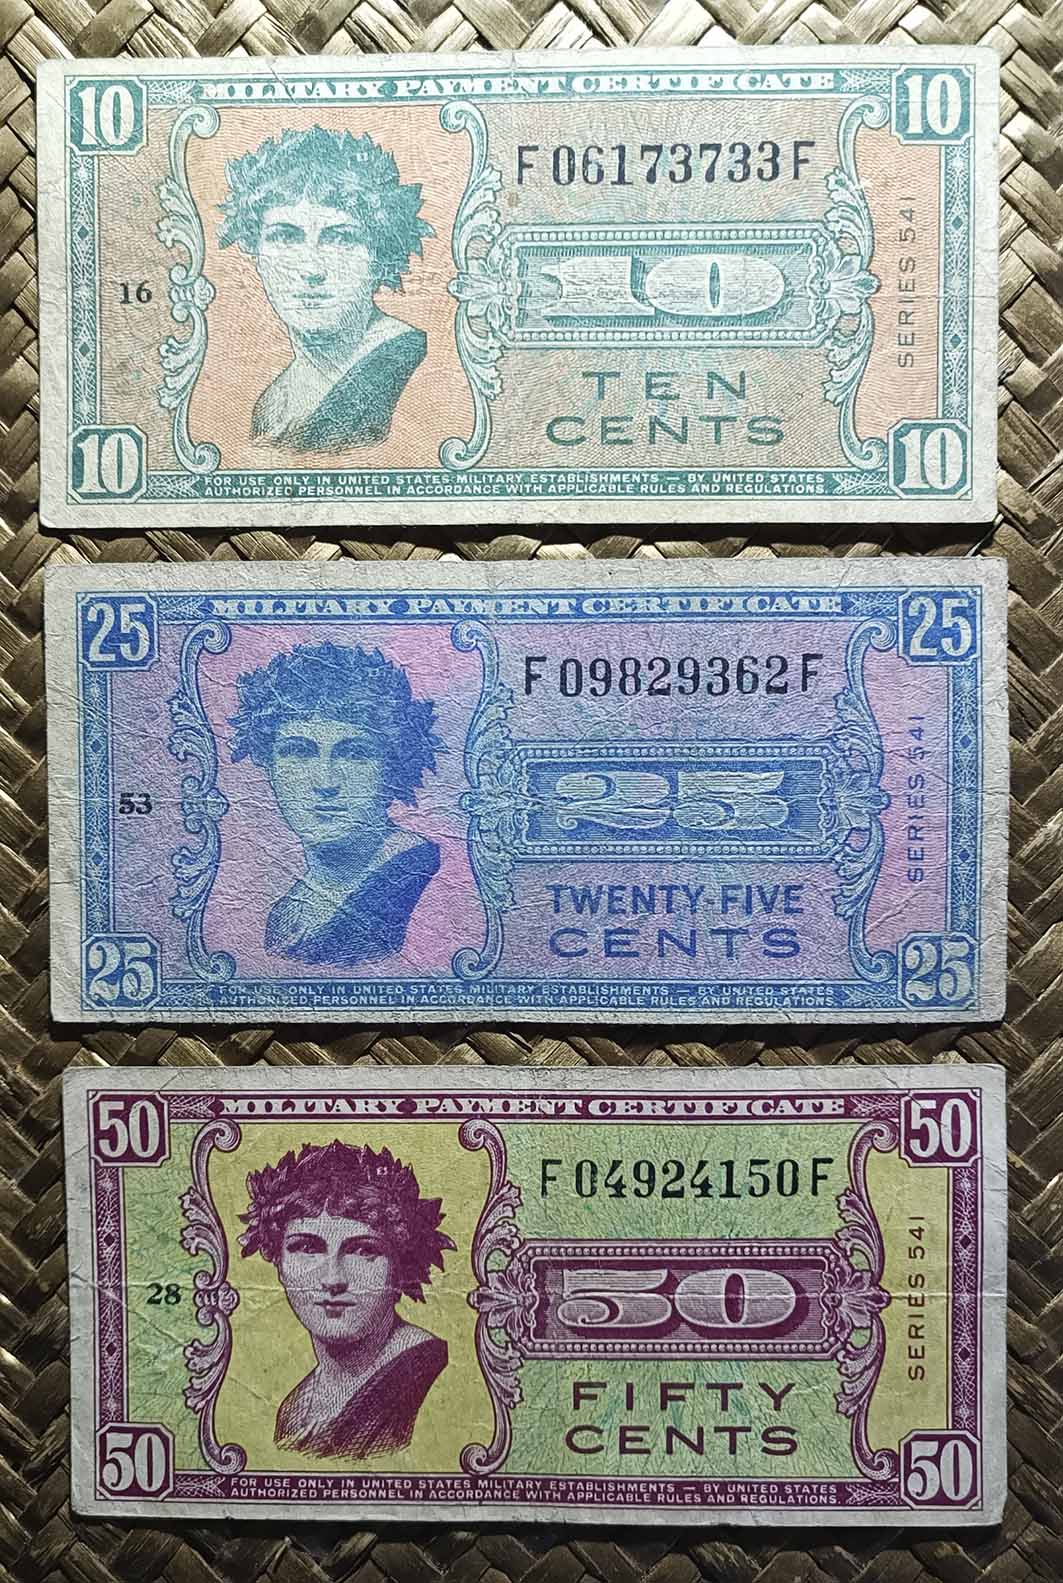 MILITARY PAYMENT CERTIFICATE
10 10
F 06173733 F
16
10
SERIES 541
TEN
CENTS
10 10
FOR USE ONLY IN UNITED STATES MILITARY ESTABLISHMENTS — BY UNITED STATES
AUTHORIZED PERSONNEL IN ACCORDANCE WITH APPLICABLE RULES AND REGULATIONS.
MILITARY PAYMENT CERTIFICATE
25 25
F 09829362 F
53
25
SERIES 541
TWENTY-FIVE
CENTS
25 25
FOR USE ONLY IN UNITED STATES MILITARY ESTABLISHMENTS — BY UNITED STATES
AUTHORIZED PERSONNEL IN ACCORDANCE WITH APPLICABLE RULES AND REGULATIONS.
MILITARY PAYMENT CERTIFICATE
50 50
F 04924150 F
28
50
SERIES 541
FIFTY
CENTS
50 50
FOR USE ONLY IN UNITED STATES MILITARY ESTABLISHMENTS — BY UNITED STATES
AUTHORIZED PERSONNEL IN ACCORDANCE WITH APPLICABLE RULES AND REGULATIONS.